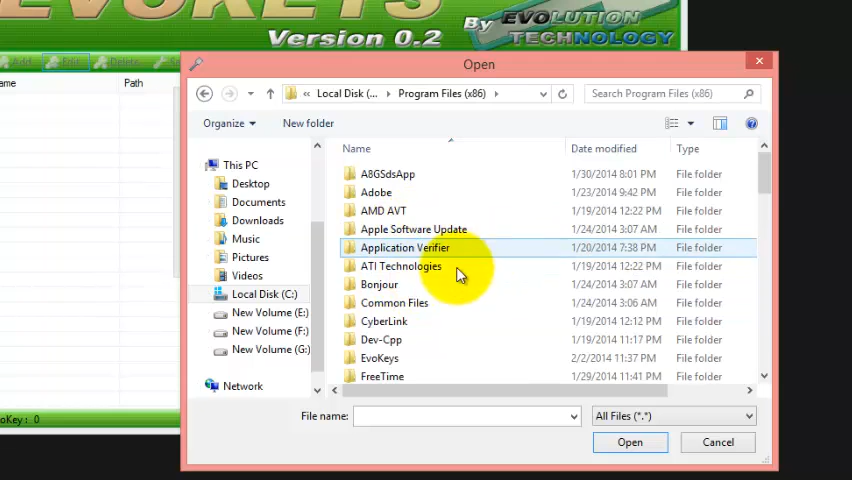 EVOKEYS
By EVOLUTION
TECHNOLOGY
Version 0.2
Add Edit Delete
Path
Open
« Local Disk (... Program Files (x86)
Search Program Files (x86)
Organize New folder
Name Date modified Type
This PC
Desktop
Documents
Downloads
Music
Pictures
Videos
Local Disk (C:)
New Volume (E:)
New Volume (F:)
New Volume (G:)
Network
A8GSdsApp 1/30/2014 8:01 PM File folder
Adobe 1/23/2014 9:42 PM File folder
AMD AVT 1/19/2014 12:22 PM File folder
Apple Software Update 1/24/2014 3:07 AM File folder
Application Verifier 1/20/2014 7:38 PM File folder
ATI Technologies 1/19/2014 12:22 PM File folder
Bonjour 1/24/2014 3:07 AM File folder
Common Files 1/24/2014 3:06 AM File folder
CyberLink 1/19/2014 12:12 PM File folder
Dev-Cpp 1/19/2014 11:17 PM File folder
EvoKeys 2/2/2014 11:37 PM File folder
FreeTime 1/29/2014 11:41 PM File folder
File name: All Files (*.*)
Open Cancel
oKey : 0